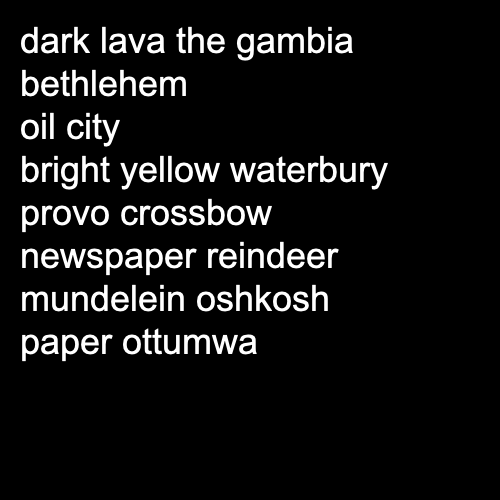 dark lava the gambia
bethlehem
oil city
bright yellow waterbury
provo crossbow
newspaper reindeer
mundelein oshkosh
paper ottumwa